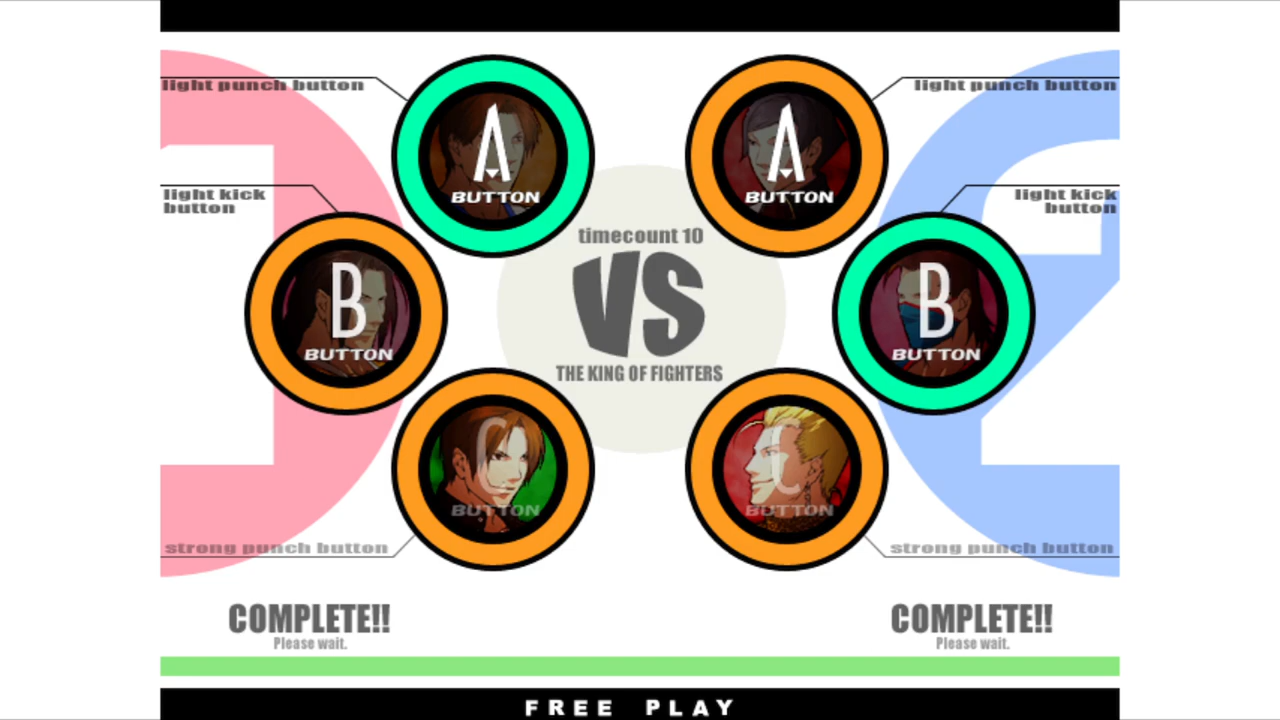 light punch button
light punch button
A
BUTTON
A
BUTTON
light kick
button
light kick
button
timecount 10
VS
THE KING OF FIGHTERS
B
BUTTON
B
BUTTON
C
BUTTON
C
BUTTON
strong punch button
strong punch button
COMPLETE!!
Please wait.
COMPLETE!!
Please wait.
FREE PLAY